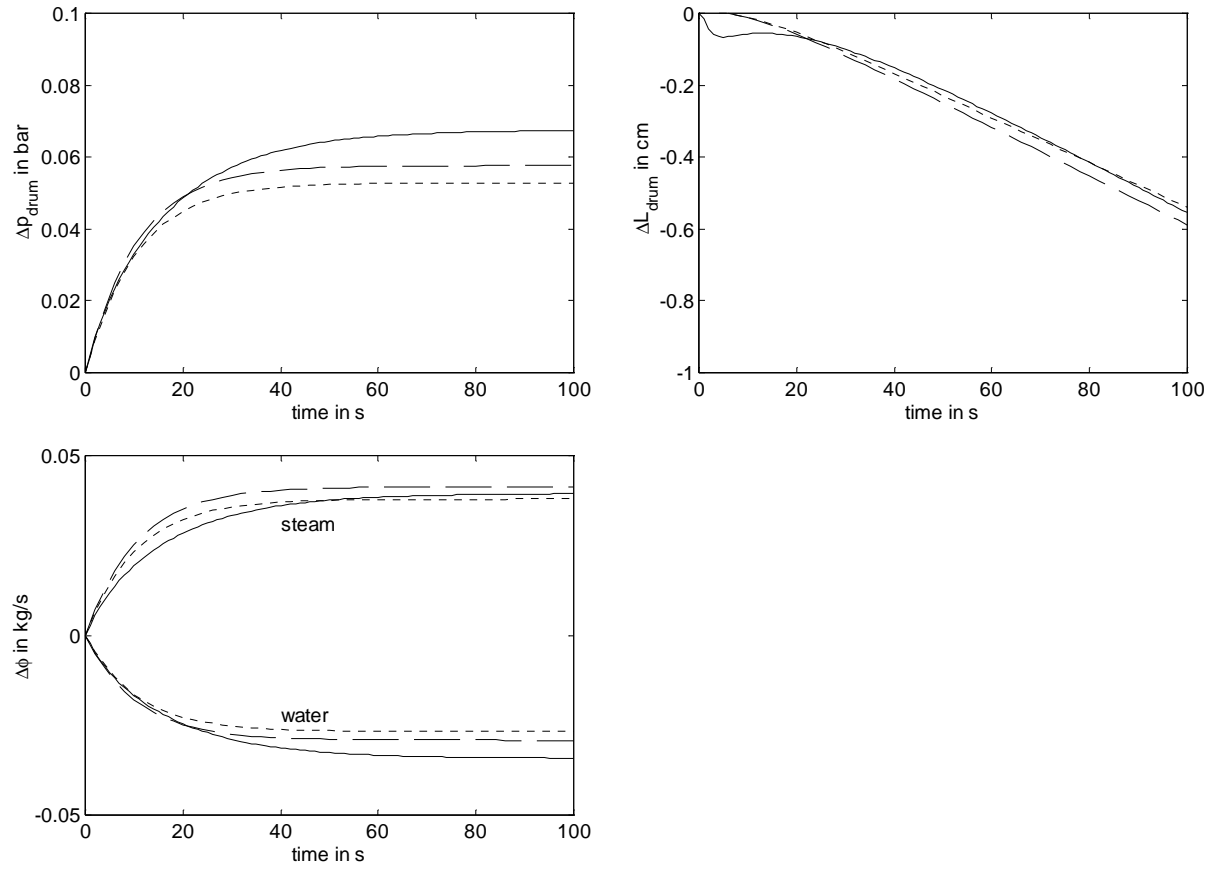 0.1
0.08
0.06
0.04
0.02
0
Δp_drum in bar
0 20 40 60 80 100
time in s
0
-0.2
-0.4
-0.6
-0.8
-1
ΔL_drum in cm
0 20 40 60 80 100
time in s
0.05
0
-0.05
Δϕ in kg/s
steam
water
0 20 40 60 80 100
time in s